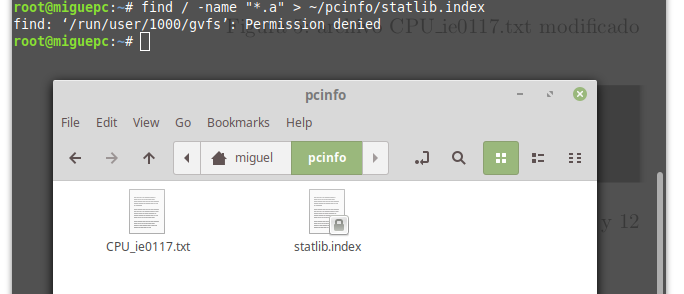 root@miguepc:~# find / -name "*.a" > ~/pcinfo/statlib.index
find: ‘/run/user/1000/gvfs’: Permission denied
root@miguepc:~#
archivo CPU_ie0117.txt modificado
pcinfo
File Edit View Go Bookmarks Help
miguel pcinfo
y 12
CPU_ie0117.txt statlib.index